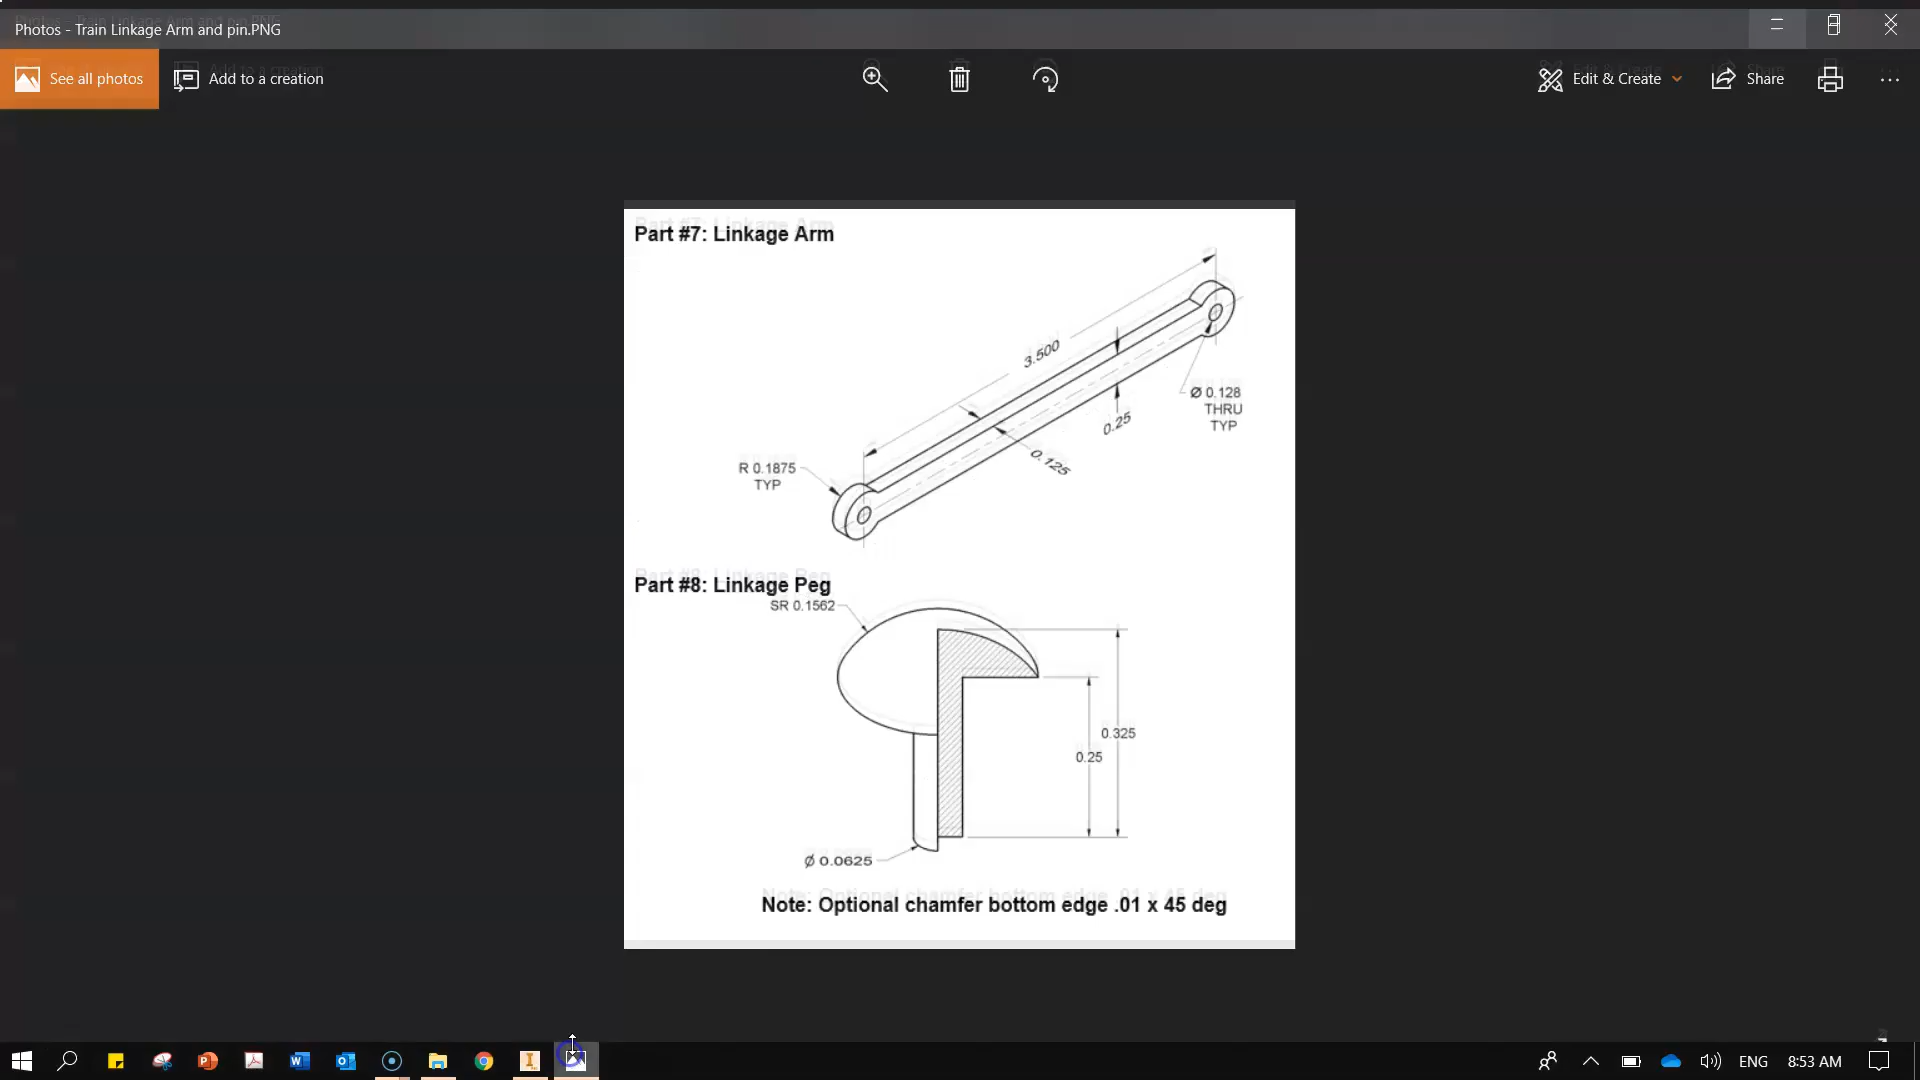 Photos - Train Linkage Arm and pin.PNG
See all photos
Add to a creation
Edit & Create
Share
Part #7: Linkage Arm
3.500
Ø 0.128
THRU
TYP
0.25
0.125
R 0.1875
TYP
Part #8: Linkage Peg
SR 0.1562
0.325
0.25
Ø 0.0625
Note: Optional chamfer bottom edge .01 x 45 deg
ENG
8:53 AM